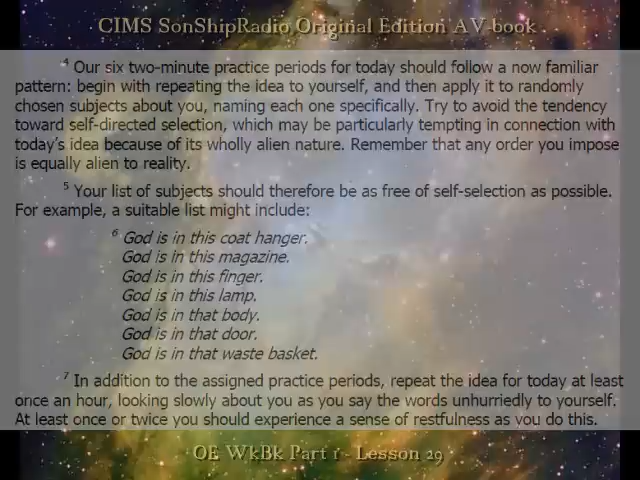 CIMS SonShipRadio Original Edition AV-book
4 Our six two-minute practice periods for today should follow a now familiar
pattern: begin with repeating the idea to yourself, and then apply it to randomly
chosen subjects about you, naming each one specifically. Try to avoid the tendency
toward self-directed selection, which may be particularly tempting in connection with
today's idea because of its wholly alien nature. Remember that any order you impose
is equally alien to reality.
5 Your list of subjects should therefore be as free of self-selection as possible.
For example, a suitable list might include:
6 God is in this coat hanger.
God is in this magazine.
God is in this finger.
God is in this lamp.
God is in that body.
God is in that door.
God is in that waste basket.
7 In addition to the assigned practice periods, repeat the idea for today at least
once an hour, looking slowly about you as you say the words unhurriedly to yourself.
At least once or twice you should experience a sense of restfulness as you do this.
OE WkBk Part 1 - Lesson 29